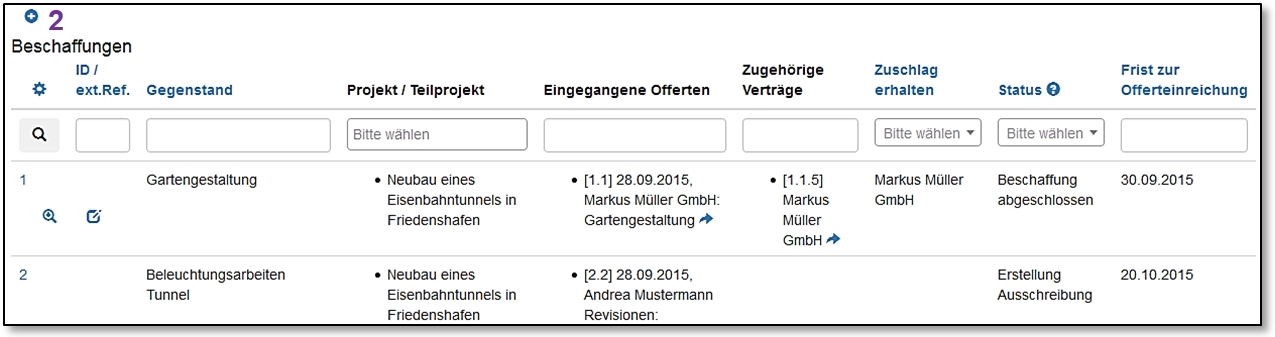 2
Beschaffungen
ID / ext.Ref. Gegenstand Projekt / Teilprojekt Eingegangene Offerten Zugehörige Verträge Zuschlag erhalten Status Frist zur Offerteinreichung
Bitte wählen Bitte wählen Bitte wählen
1 Gartengestaltung • Neubau eines • [1.1] 28.09.2015, • [1.1.5] Markus Müller Beschaffung 30.09.2015
Eisenbahntunnels in Markus Müller GmbH: Markus GmbH abgeschlossen
Friedenshafen Gartengestaltung Müller
GmbH
2 Beleuchtungsarbeiten • Neubau eines • [2.2] 28.09.2015, Erstellung 20.10.2015
Tunnel Eisenbahntunnels in Andrea Mustermann Ausschreibung
Friedenshafen Revisionen: